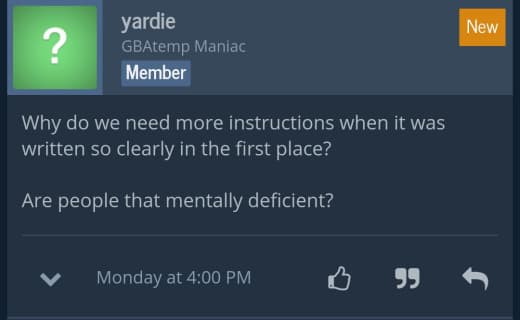 ?
yardie
GBAtemp Maniac
Member
New
Why do we need more instructions when it was
written so clearly in the first place?
Are people that mentally deficient?
Monday at 4:00 PM